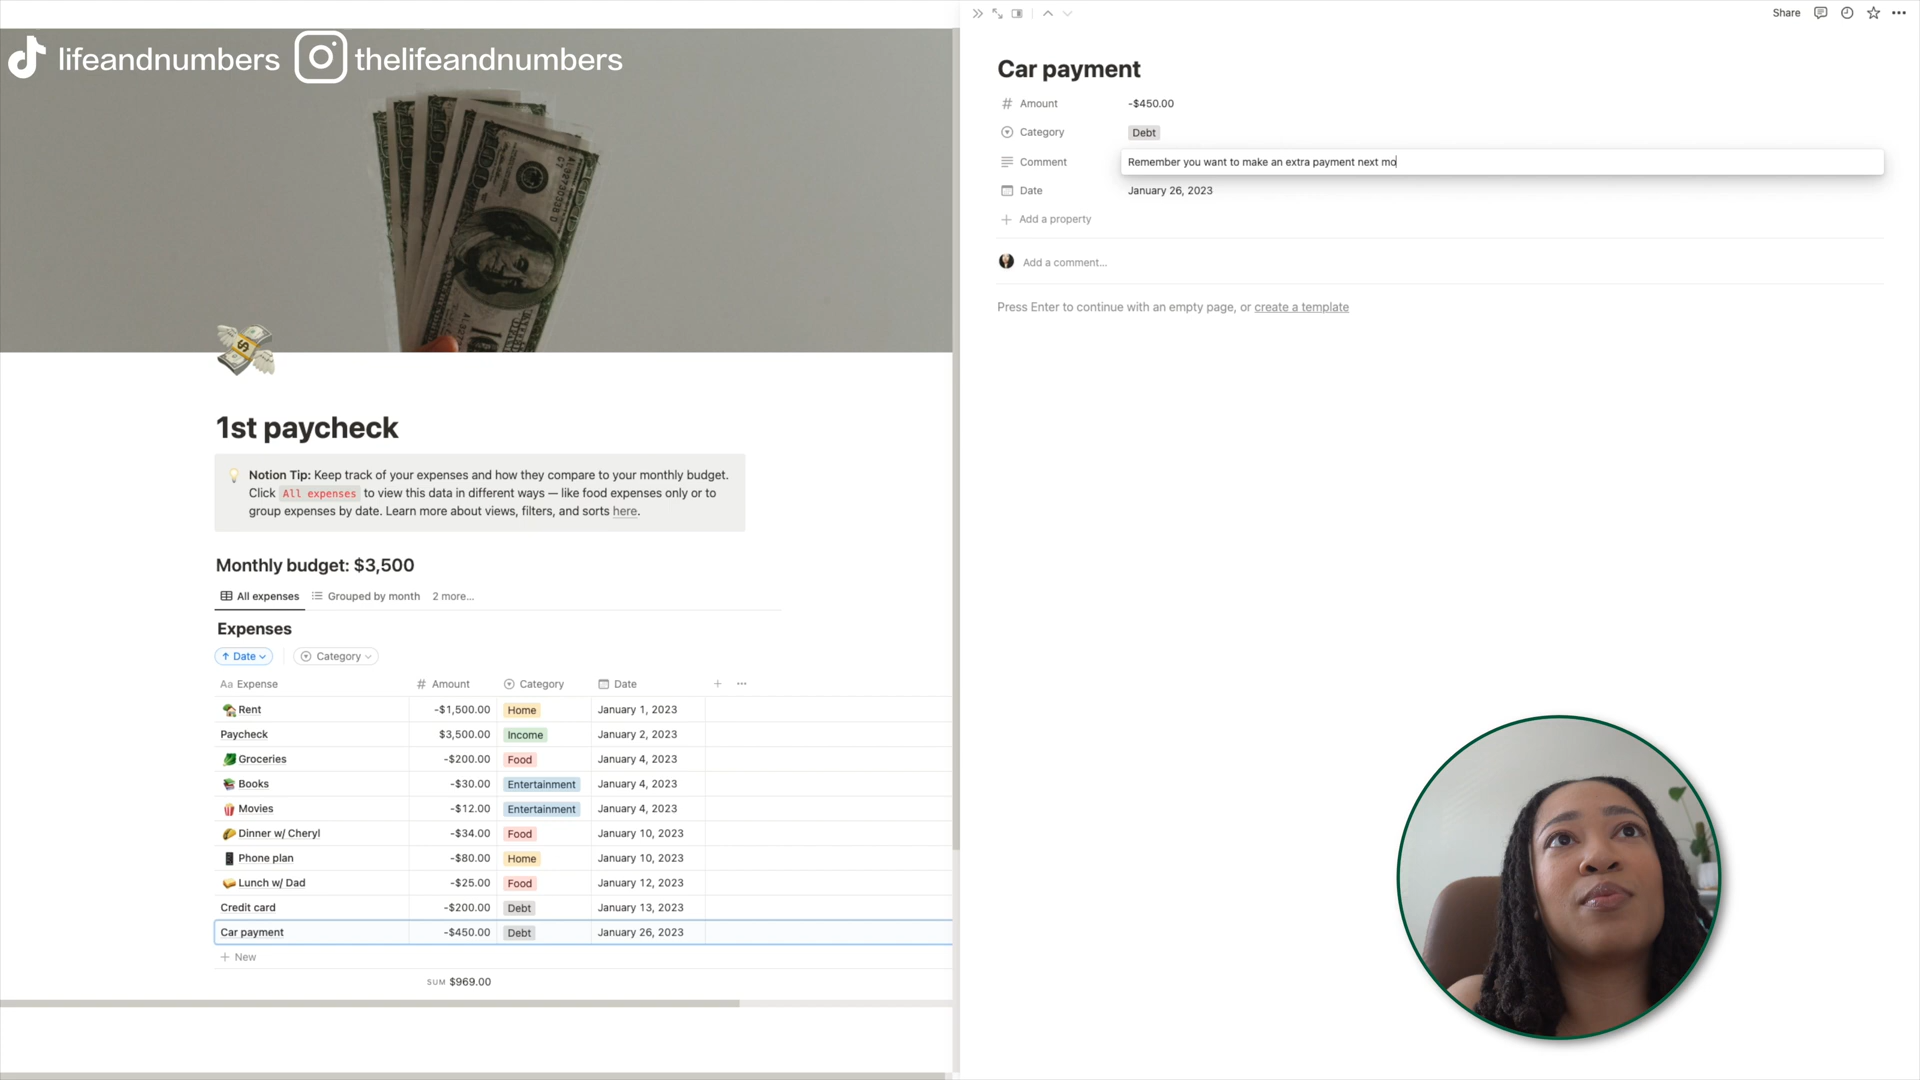 lifeandnumbers thelifeandnumbers
1st paycheck
Notion Tip: Keep track of your expenses and how they compare to your monthly budget.
Click All expenses to view this data in different ways — like food expenses only or to
group expenses by date. Learn more about views, filters, and sorts here.
Monthly budget: $3,500
All expenses Grouped by month 2 more...
Expenses
Date Category
Aa Expense # Amount Category Date
Rent -$1,500.00 Home January 1, 2023
Paycheck $3,500.00 Income January 2, 2023
Groceries -$200.00 Food January 4, 2023
Books -$30.00 Entertainment January 4, 2023
Movies -$12.00 Entertainment January 4, 2023
Dinner w/ Cheryl -$34.00 Food January 10, 2023
Phone plan -$80.00 Home January 10, 2023
Lunch w/ Dad -$25.00 Food January 12, 2023
Credit card -$200.00 Debt January 13, 2023
Car payment -$450.00 Debt January 26, 2023
+ New
SUM $969.00
Share
Car payment
# Amount -$450.00
Category Debt
Comment Remember you want to make an extra payment next mo
Date January 26, 2023
+ Add a property
Add a comment...
Press Enter to continue with an empty page, or create a template